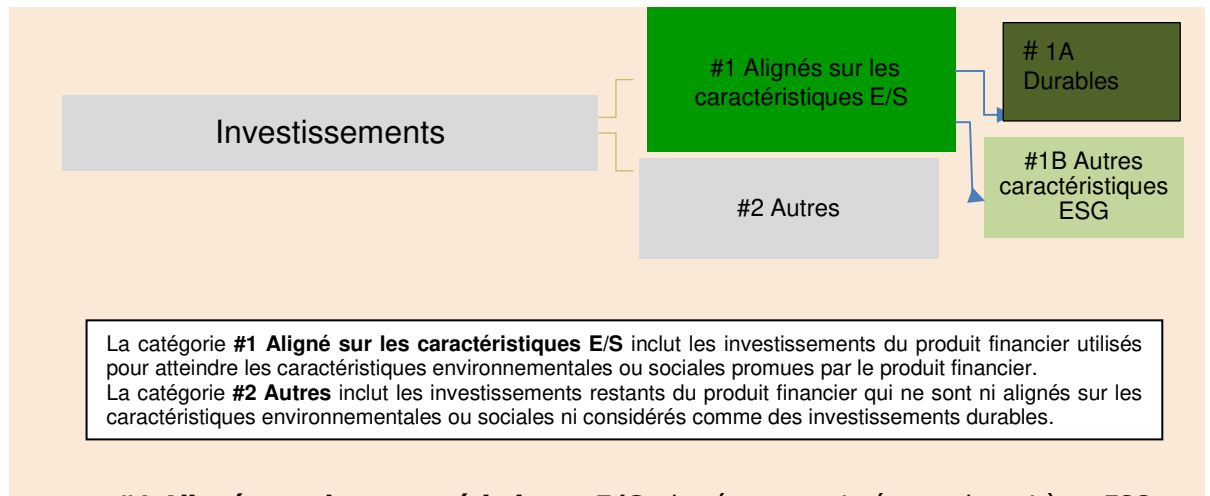 #1 Alignés sur les
caractéristiques E/S
# 1A
Durables
Investissements
#1B Autres
caractéristiques
ESG
#2 Autres
La catégorie #1 Aligné sur les caractéristiques E/S inclut les investissements du produit financier utilisés
pour atteindre les caractéristiques environnementales ou sociales promues par le produit financier.
La catégorie #2 Autres inclut les investissements restants du produit financier qui ne sont ni alignés sur les
caractéristiques environnementales ou sociales ni considérés comme des investissements durables.